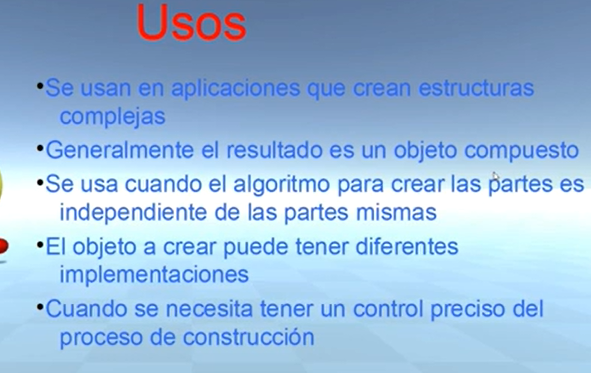 Usos
•Se usan en aplicaciones que crean estructuras
complejas
•Generalmente el resultado es un objeto compuesto
•Se usa cuando el algoritmo para crear las partes es
independiente de las partes mismas
•El objeto a crear puede tener diferentes
implementaciones
•Cuando se necesita tener un control preciso del
proceso de construcción